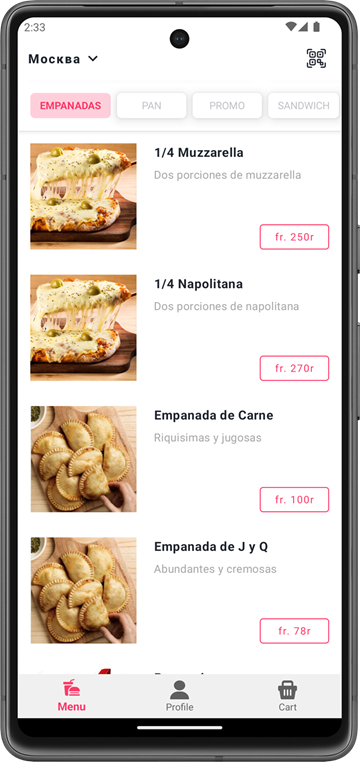 2:33
Москва
EMPANADAS
PAN
PROMO
SANDWICH
1/4 Muzzarella
Dos porciones de muzzarella
fr. 250r
1/4 Napolitana
Dos porciones de napolitana
fr. 270r
Empanada de Carne
Riquisimas y jugosas
fr. 100r
Empanada de J y Q
Abundantes y cremosas
fr. 78r
Menu
Profile
Cart